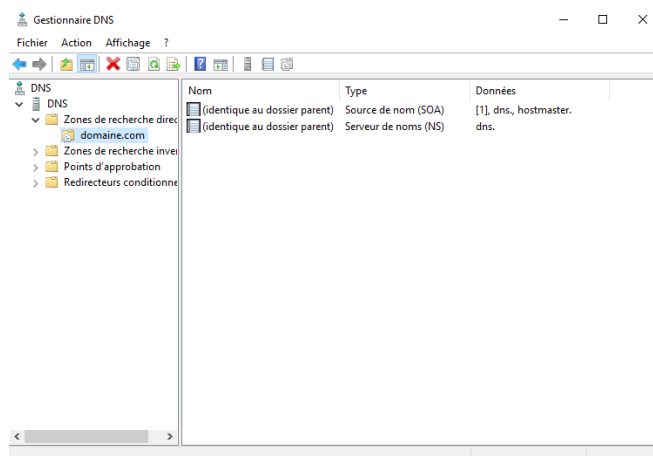 Gestionnaire DNS
Fichier Action Affichage ?
DNS
DNS
Zones de recherche direc
domaine.com
Zones de recherche inver
Points d'approbation
Redirecteurs conditionne
Nom Type Données
(identique au dossier parent) Source de nom (SOA) [1], dns., hostmaster.
(identique au dossier parent) Serveur de noms (NS) dns.